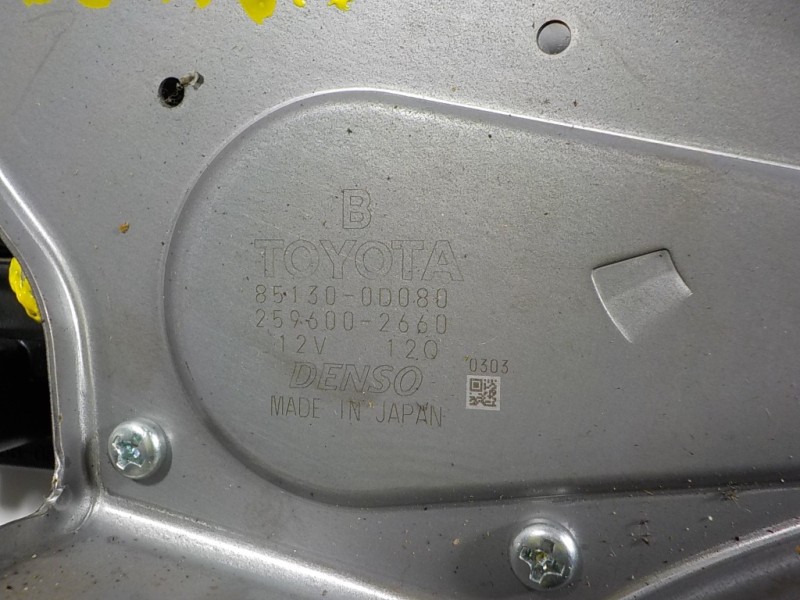 B
TOYOTA
85130-0D080
259600-2660
12V 12Q
DENSO
0303
MADE IN JAPAN